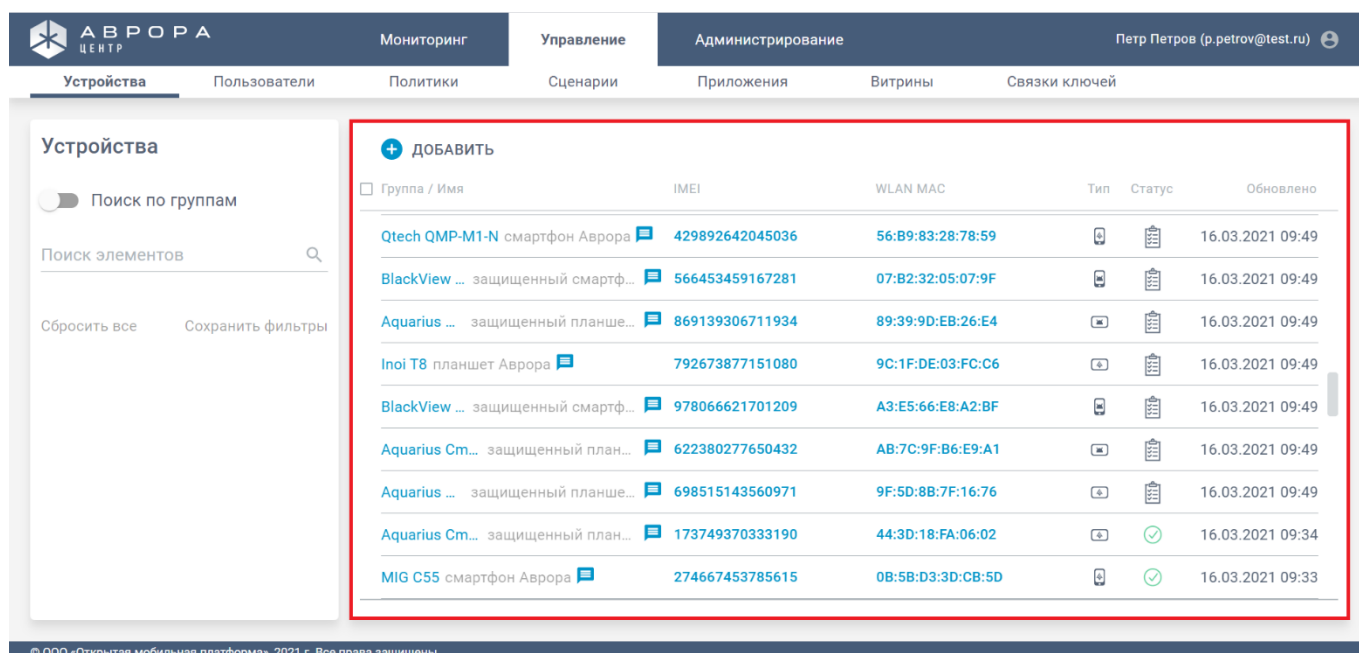 АВРОРА
ЦЕНТР
Мониторинг Управление Администрирование Петр Петров (p.petrov@test.ru)
Устройства Пользователи Политики Сценарии Приложения Витрины Связки ключей
Устройства
Поиск по группам
Поиск элементов
Сбросить все Сохранить фильтры
ДОБАВИТЬ
Группа / Имя IMEI WLAN MAC Тип Статус Обновлено
Qtech QMP-M1-N смартфон Аврора 429892642045036 56:B9:83:28:78:59 16.03.2021 09:49
BlackView ... защищенный смартф... 566453459167281 07:B2:32:05:07:9F 16.03.2021 09:49
Aquarius ... защищенный планше... 869139306711934 89:39:9D:EB:26:E4 16.03.2021 09:49
Inoi T8 планшет Аврора 792673877151080 9C:1F:DE:03:FC:C6 16.03.2021 09:49
BlackView ... защищенный смартф... 978066621701209 A3:E5:66:E8:A2:BF 16.03.2021 09:49
Aquarius Cm... защищенный план... 622380277650432 AB:7C:9F:B6:E9:A1 16.03.2021 09:49
Aquarius ... защищенный планше... 698515143560971 9F:5D:8B:7F:16:76 16.03.2021 09:49
Aquarius Cm... защищенный план... 173749370333190 44:3D:18:FA:06:02 16.03.2021 09:34
MIG C55 смартфон Аврора 274667453785615 0B:5B:D3:3D:CB:5D 16.03.2021 09:33
© ООО «Открытая мобильная платформа», 2021 г. Все права защищены